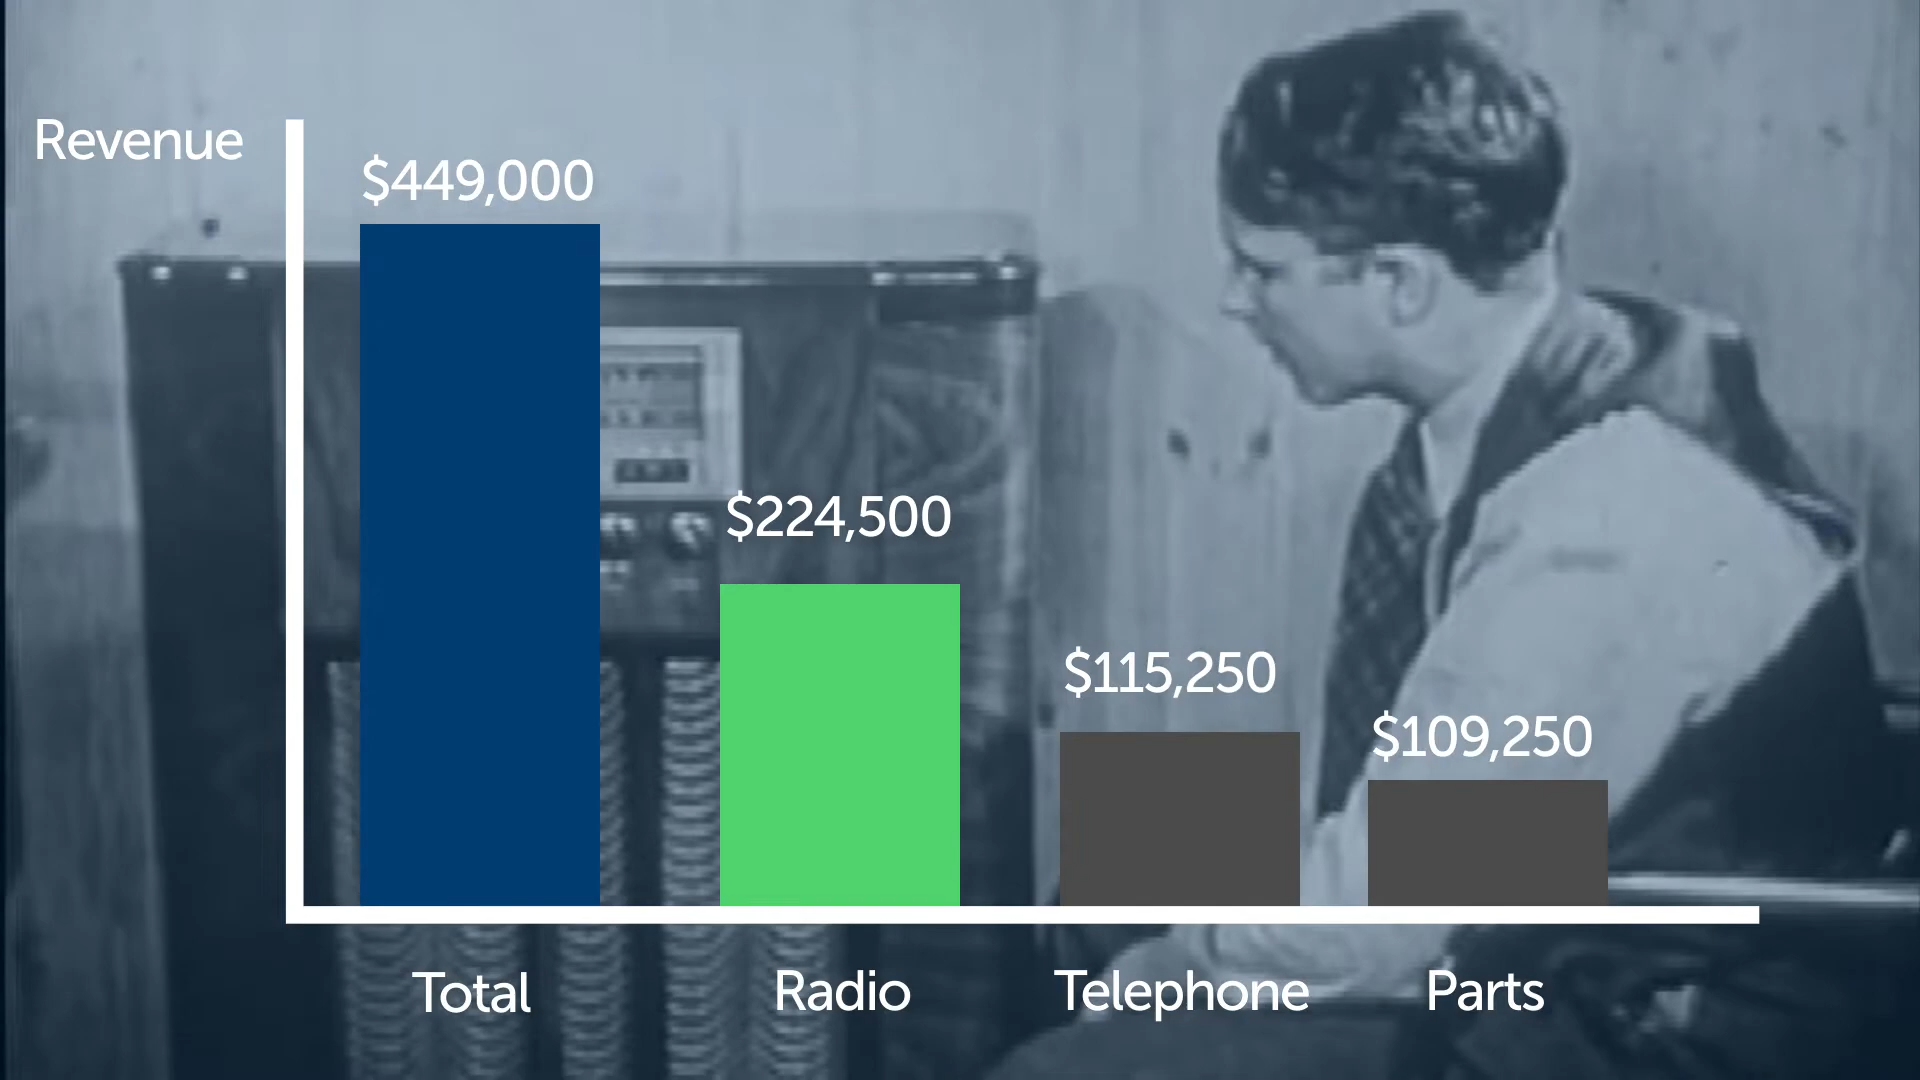 Revenue
$449,000
$224,500
$115,250
$109,250
Total
Radio
Telephone
Parts